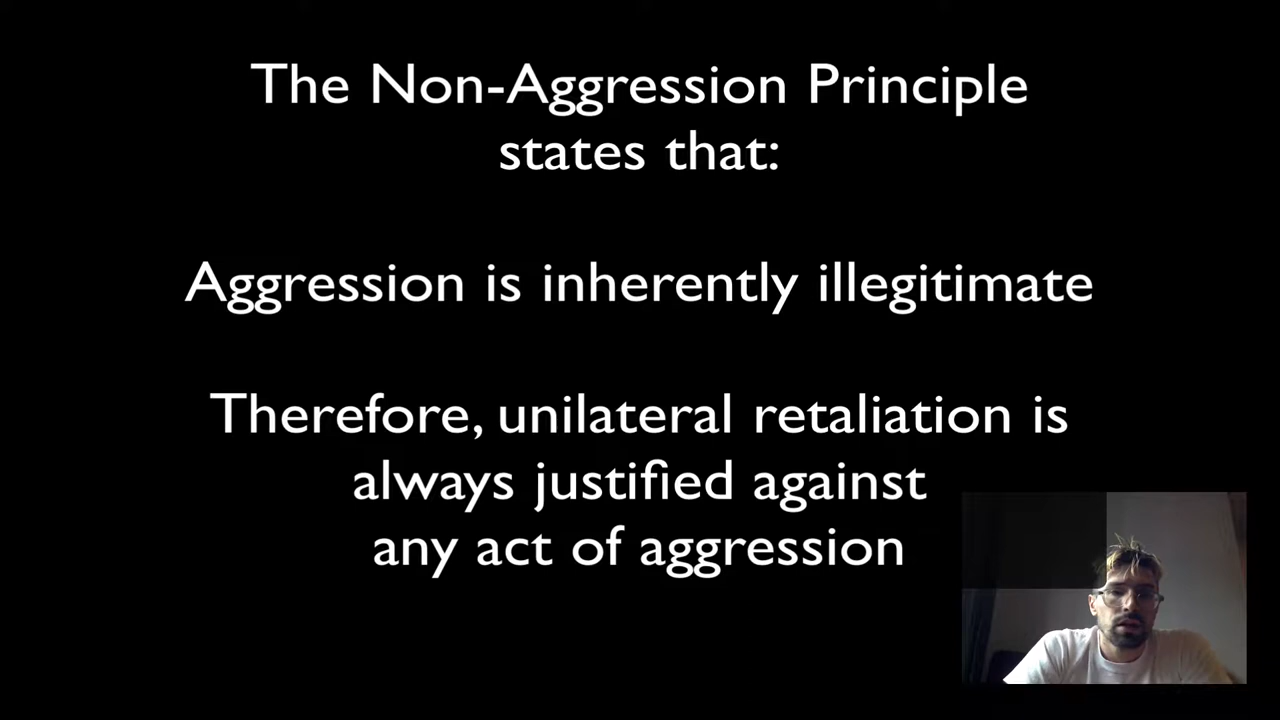 The Non-Aggression Principle
states that:
Aggression is inherently illegitimate
Therefore, unilateral retaliation is
always justified against
any act of aggression